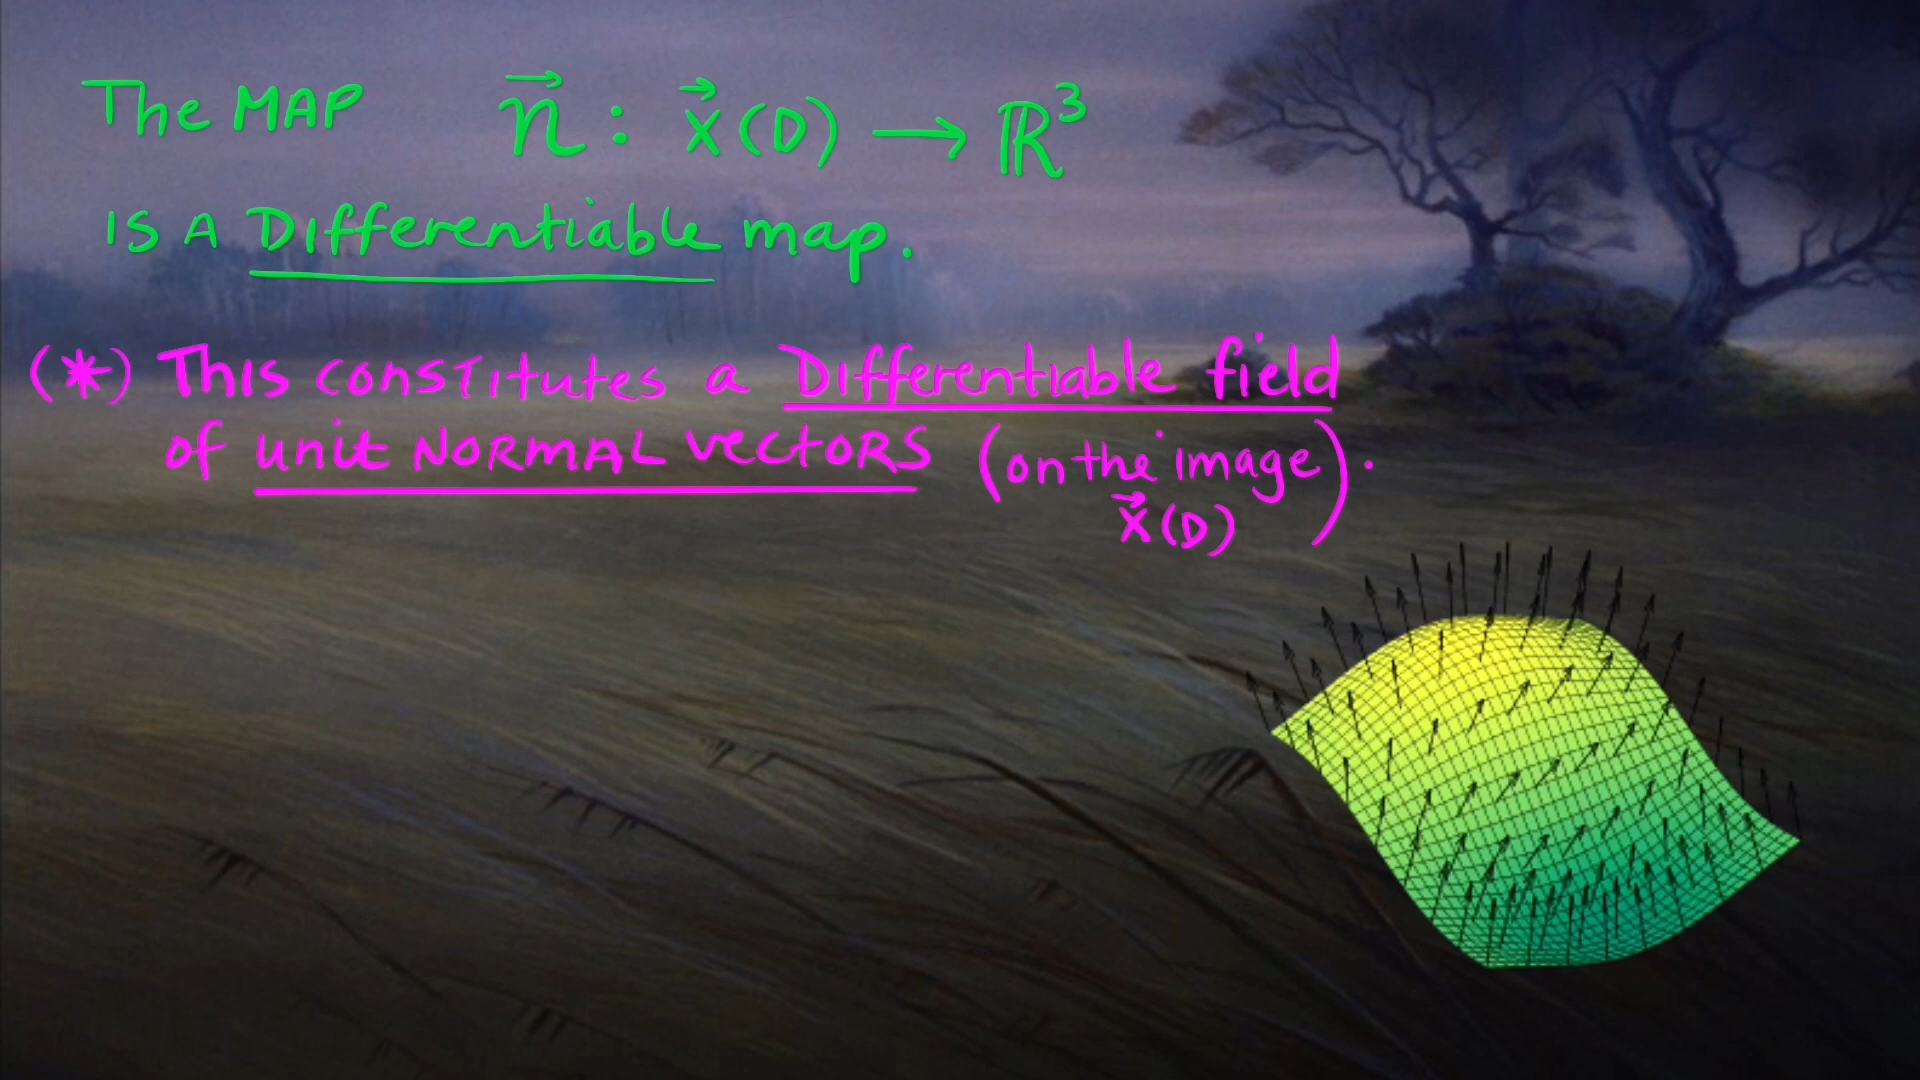 The MAP n⃗ : x⃗(D) → ℝ³
is a Differentiable map.
(*) This constitutes a Differentiable field
of unit NORMAL vectors (on the image).
x⃗(D)